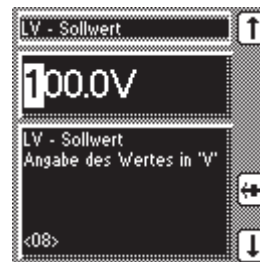 LV - Sollwert
100.0V
LV - Sollwert
Angabe des Wertes in 'V'
<08>